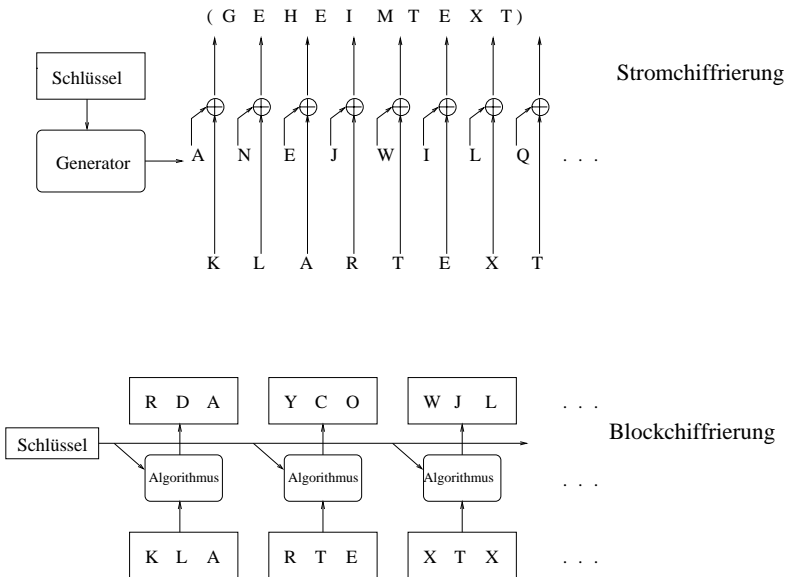 ( G E H E I M T E X T )
Stromchiffrierung
Schlüssel
Generator
A N E J W I L Q . . .
K L A R T E X T
R D A Y C O W J L . . .
Schlüssel
Blockchiffrierung
Algorithmus Algorithmus Algorithmus . . .
K L A R T E X T X . . .